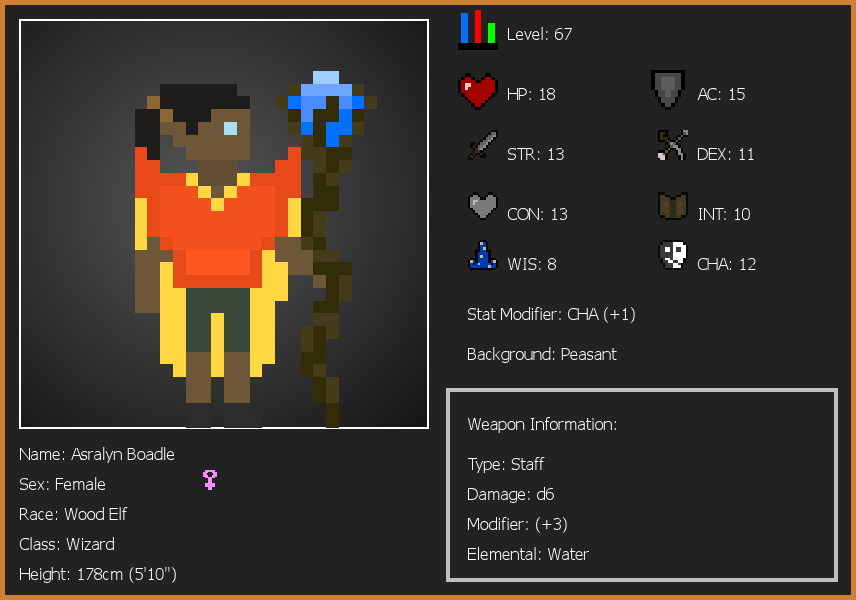 Level: 67
HP: 18
AC: 15
STR: 13
DEX: 11
CON: 13
INT: 10
WIS: 8
CHA: 12
Stat Modifier: CHA (+1)
Background: Peasant
Weapon Information:
Type: Staff
Damage: d6
Modifier: (+3)
Elemental: Water
Name: Asralyn Boadle
Sex: Female
Race: Wood Elf
Class: Wizard
Height: 178cm (5'10")